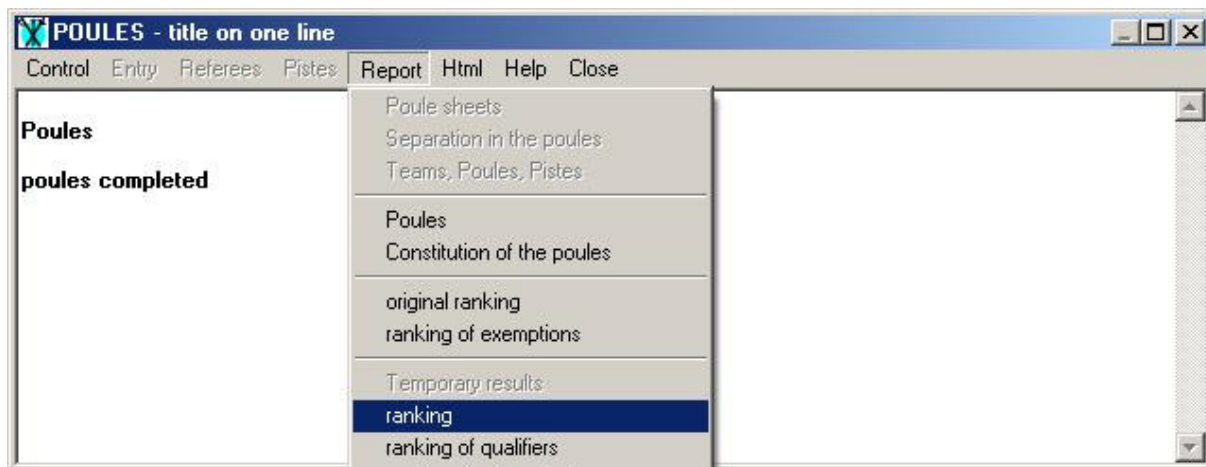 POULES - title on one line
Control Entry Referees Pistes Report Html Help Close
Poules
poules completed
Poule sheets
Separation in the poules
Teams, Poules, Pistes
Poules
Constitution of the poules
original ranking
ranking of exemptions
Temporary results
ranking
ranking of qualifiers